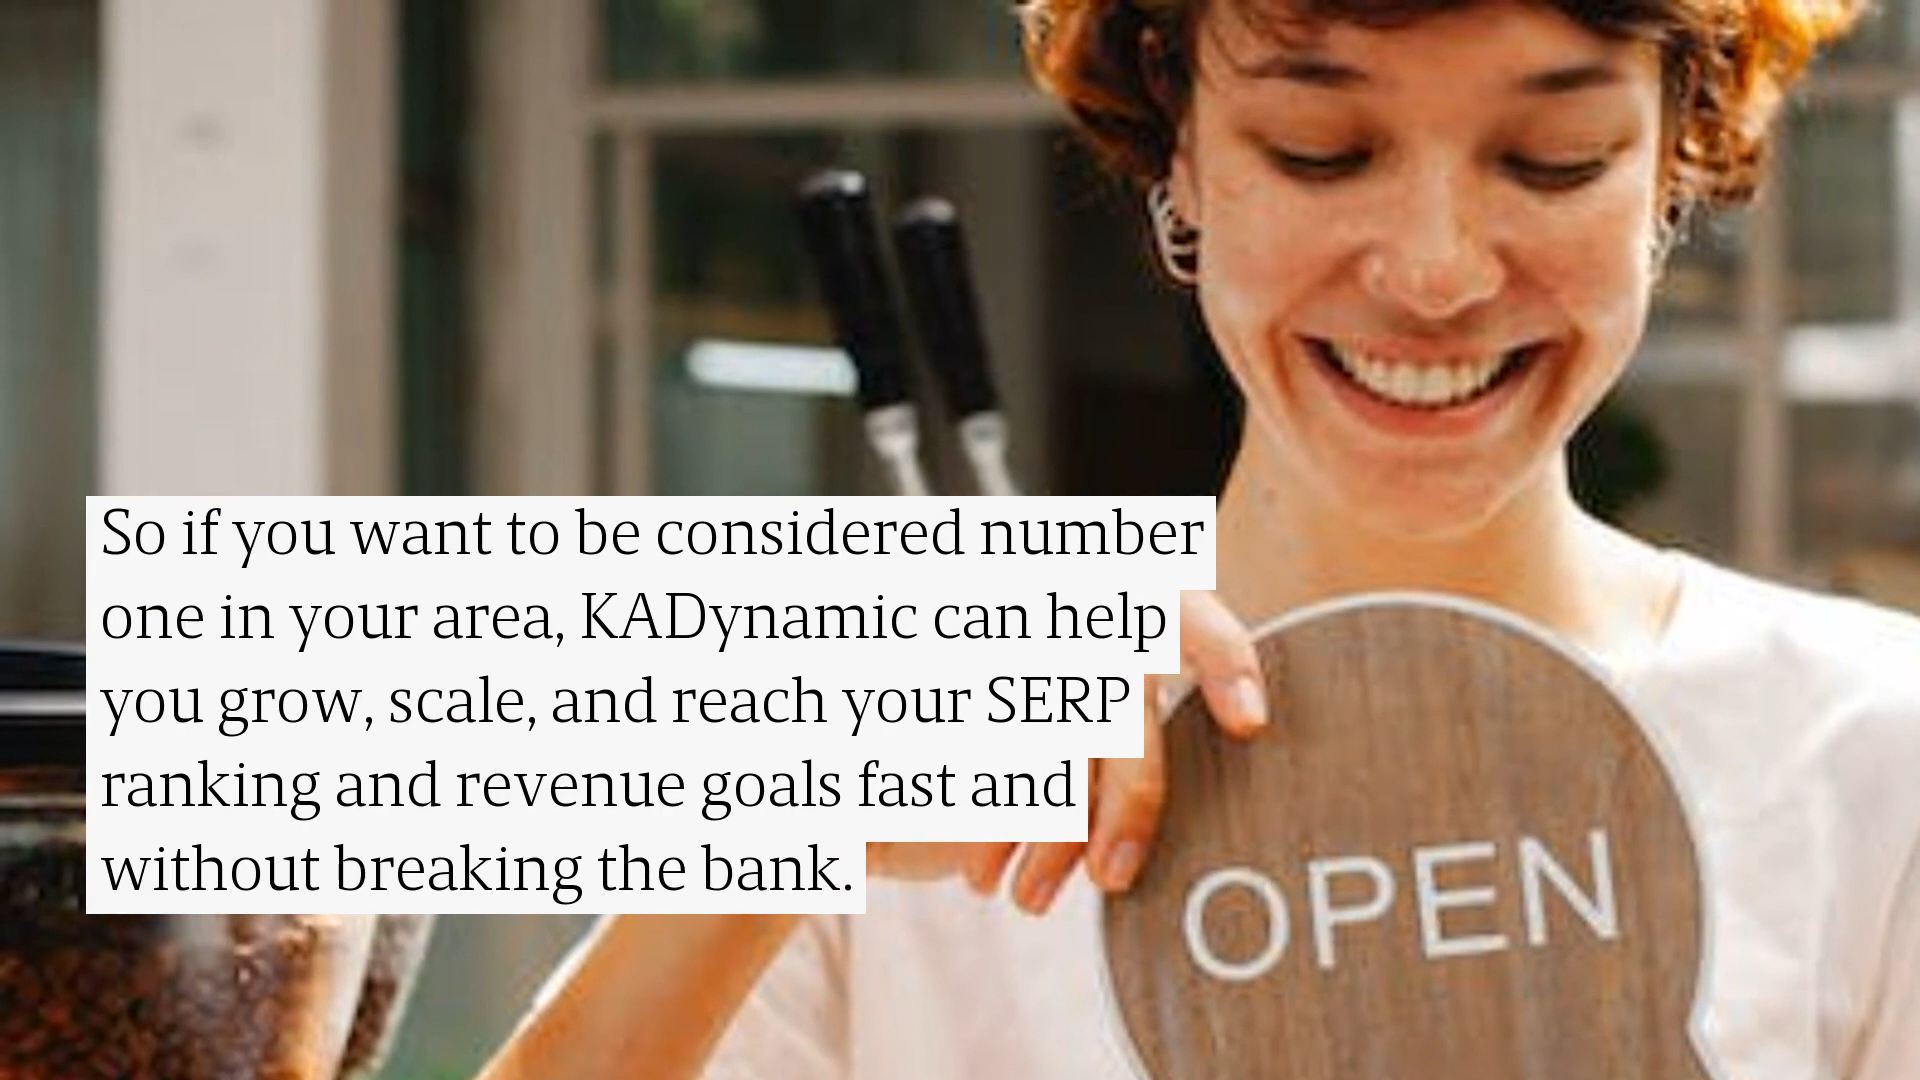 So if you want to be considered number
one in your area, KADynamic can help
you grow, scale, and reach your SERP
ranking and revenue goals fast and
without breaking the bank.
OPEN